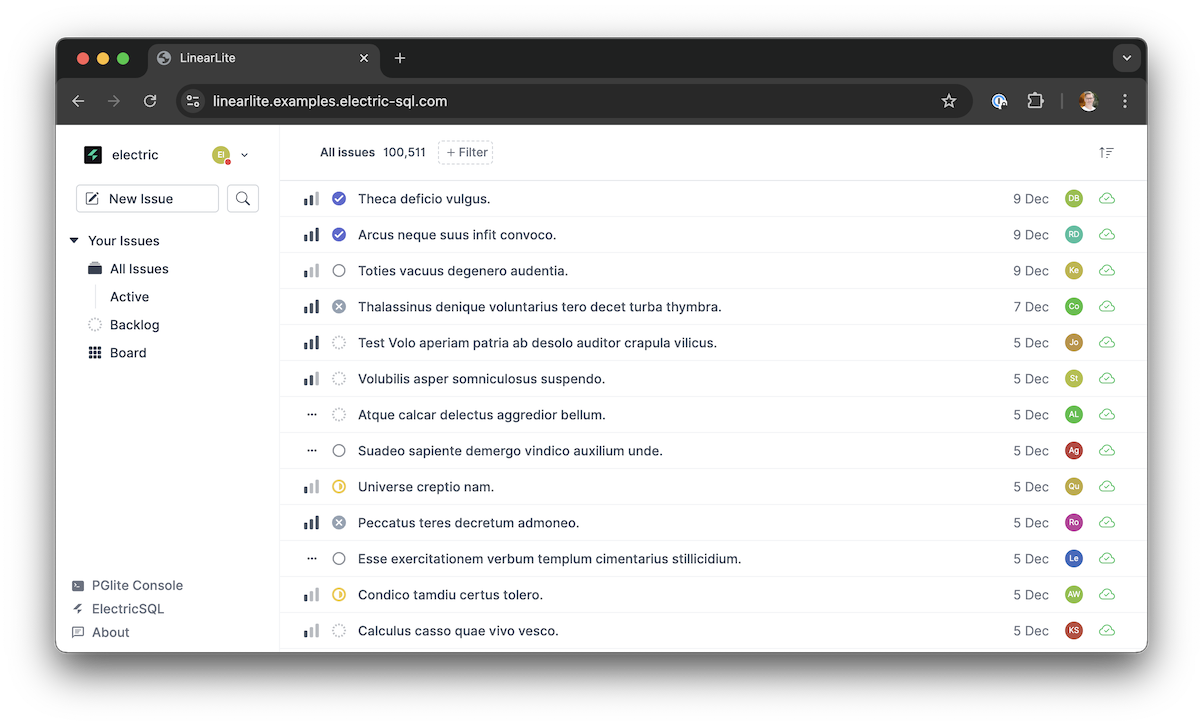 LinearLite
linearlite.examples.electric-sql.com
electric
EI
New Issue
Your Issues
All Issues
Active
Backlog
Board
PGlite Console
ElectricSQL
About
All issues 100,511 + Filter
Theca deficio vulgus. 9 Dec DB
Arcus neque suus infit convoco. 9 Dec RD
Toties vacuus degenero audentia. 9 Dec Ke
Thalassinus denique voluntarius tero decet turba thymbra. 7 Dec Co
Test Volo aperiam patria ab desolo auditor crapula vilicus. 5 Dec Jo
Volubilis asper somniculosus suspendo. 5 Dec St
Atque calcar delectus aggredior bellum. 5 Dec AL
Suadeo sapiente demergo vindico auxilium unde. 5 Dec Ag
Universe creptio nam. 5 Dec Qu
Peccatus teres decretum admoneo. 5 Dec Ro
Esse exercitationem verbum templum cimentarius stillicidium. 5 Dec Le
Condico tamdiu certus tolero. 5 Dec AW
Calculus casso quae vivo vesco. 5 Dec KS